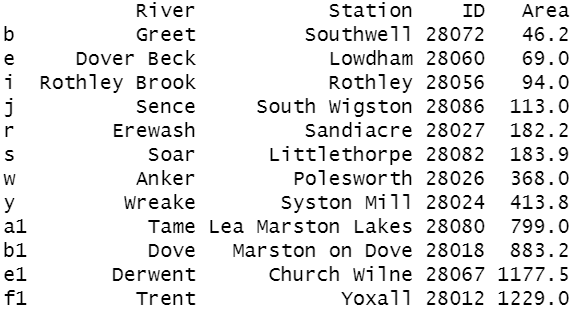 River Station ID Area
b Greet Southwell 28072 46.2
e Dover Beck Lowdham 28060 69.0
i Rothley Brook Rothley 28056 94.0
j Sence South Wigston 28086 113.0
r Erewash Sandiacre 28027 182.2
s Soar Littlethorpe 28082 183.9
w Anker Polesworth 28026 368.0
y Wreake Syston Mill 28024 413.8
a1 Tame Lea Marston Lakes 28080 799.0
b1 Dove Marston on Dove 28018 883.2
e1 Derwent Church Wilne 28067 1177.5
f1 Trent Yoxall 28012 1229.0